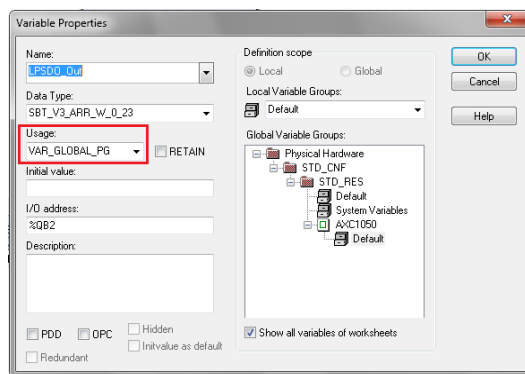 Variable Properties
Name:
LPSDO_Out
Data Type:
SBT_V3_ARR_W_0_23
Usage:
VAR_GLOBAL_PG
RETAIN
Initial value:
I/O address:
%QB2
Description:
PDD
OPC
Hidden
Initvalue as default
Redundant
Definition scope
Local
Global
Local Variable Groups:
Default
Global Variable Groups:
Physical Hardware
STD_CNF
STD_RES
Default
System Variables
AXC1050
Default
Show all variables of worksheets
OK
Cancel
Help